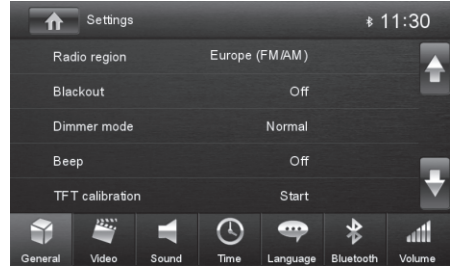 Settings 11:30
Radio region Europe (FM/AM)
Blackout Off
Dimmer mode Normal
Beep Off
TFT calibration Start
General Video Sound Time Language Bluetooth Volume